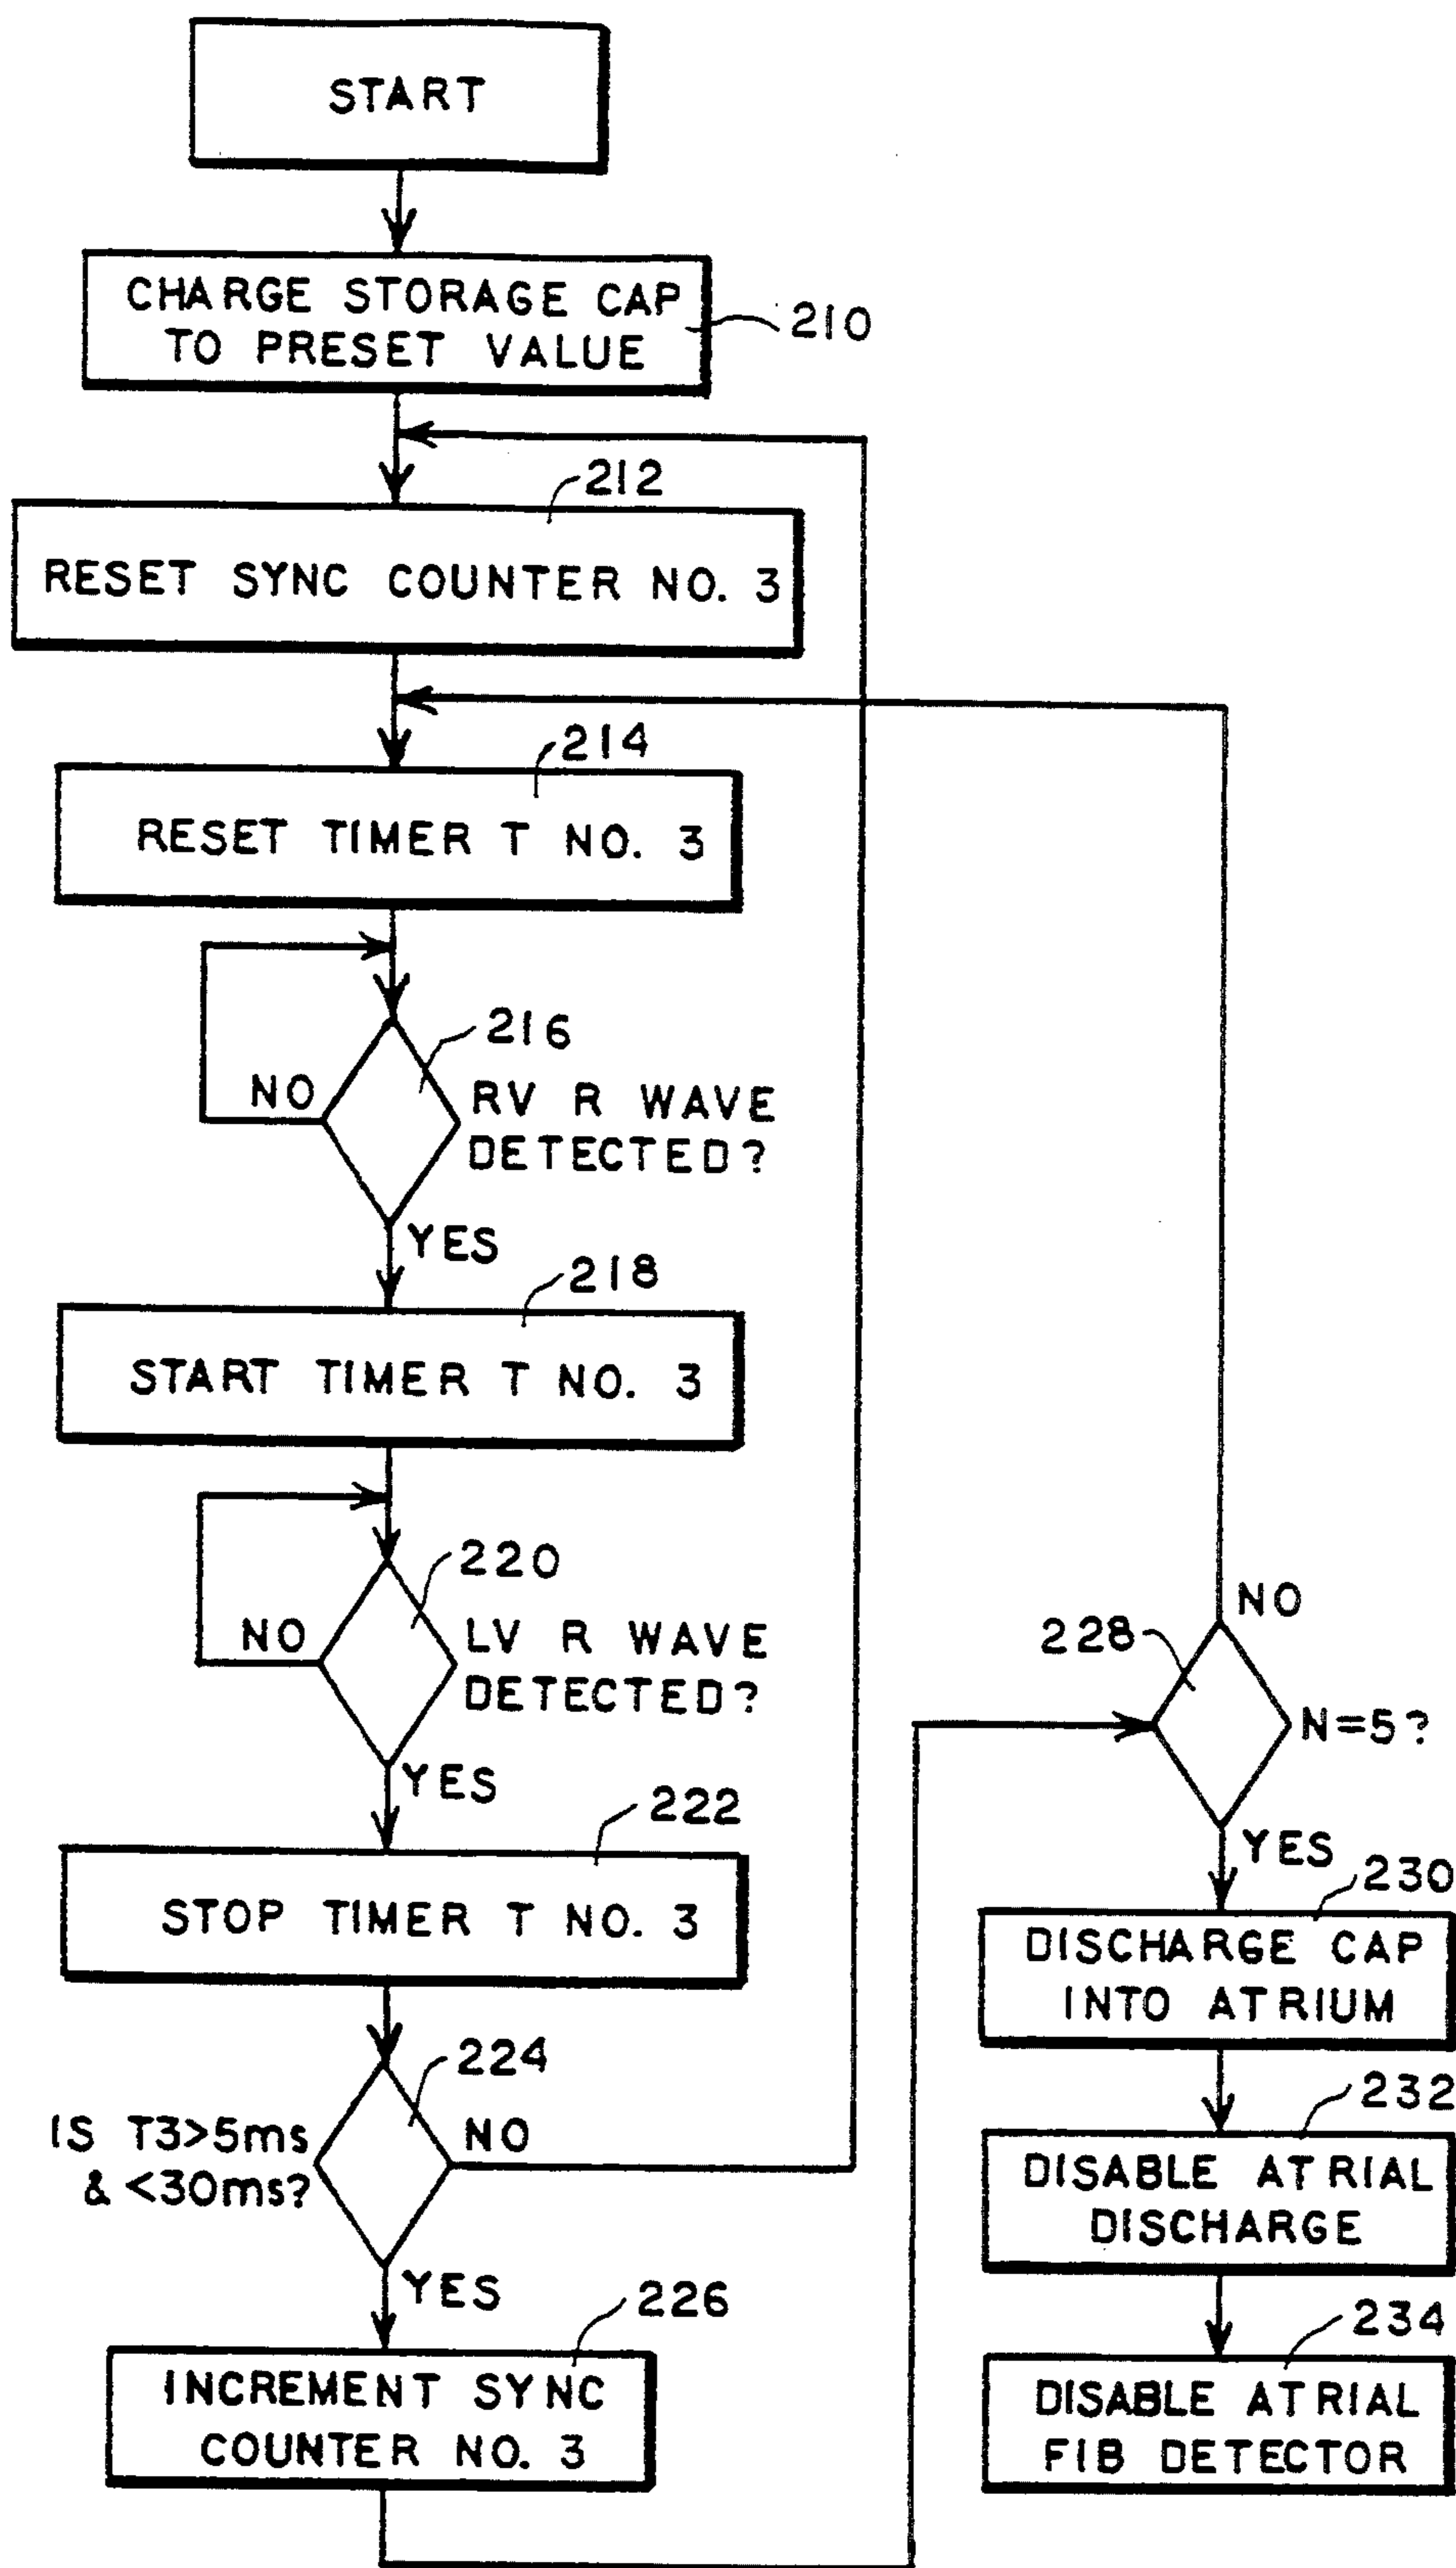 START
CHARGE STORAGE CAP
TO PRESET VALUE
210
212
RESET SYNC COUNTER NO. 3
214
RESET TIMER T NO. 3
216
NO
RV R WAVE
DETECTED?
YES
218
START TIMER T NO. 3
220
NO
LV R WAVE
DETECTED?
YES
222
STOP TIMER T NO. 3
224
IS T3>5ms
& <30ms?
NO
YES
226
INCREMENT SYNC
COUNTER NO. 3
NO
228
N=5?
YES
230
DISCHARGE CAP
INTO ATRIUM
232
DISABLE ATRIAL
DISCHARGE
234
DISABLE ATRIAL
FIB DETECTOR